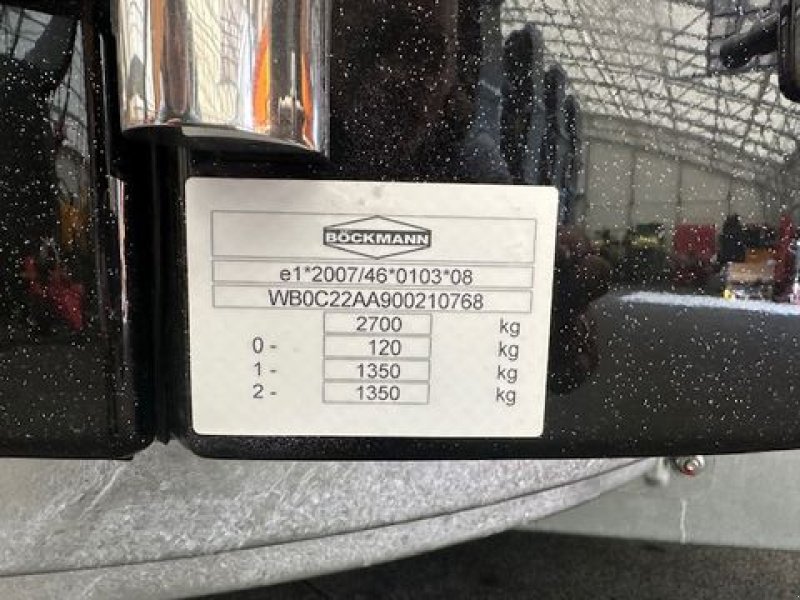 BÖCKMANN
e1*2007/46*0103*08
WB0C22AA900210768
2700 kg
0- 120 kg
1- 1350 kg
2- 1350 kg